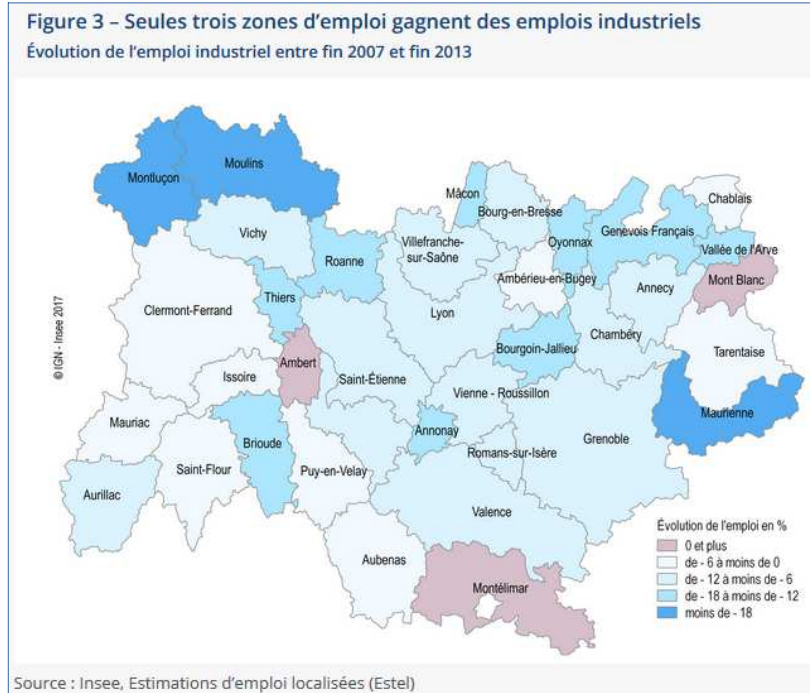 Figure 3 – Seules trois zones d’emploi gagnent des emplois industriels
Évolution de l’emploi industriel entre fin 2007 et fin 2013
Montluçon
Moulins
Vichy
Roanne
Mâcon
Bourg-en-Bresse
Villefranche-
sur-Saône
Oyonnax
Genevois Français
Chablais
Vallée de l'Arve
Mont Blanc
Clermont-Ferrand
Thiers
Ambérieu-en-Bugey
Annecy
Lyon
Ambert
Saint-Étienne
Bourgoin-Jallieu
Chambéry
Tarentaise
Issoire
Vienne - Roussillon
Maurienne
Mauriac
Brioude
Annonay
Grenoble
Saint-Flour
Puy-en-Velay
Romans-sur-Isère
Aurillac
Valence
Aubenas
Montélimar
© IGN - Insee 2017
Évolution de l'emploi en %
0 et plus
de - 6 à moins de 0
de - 12 à moins de - 6
de - 18 à moins de - 12
moins de - 18
Source : Insee, Estimations d’emploi localisées (Estel)